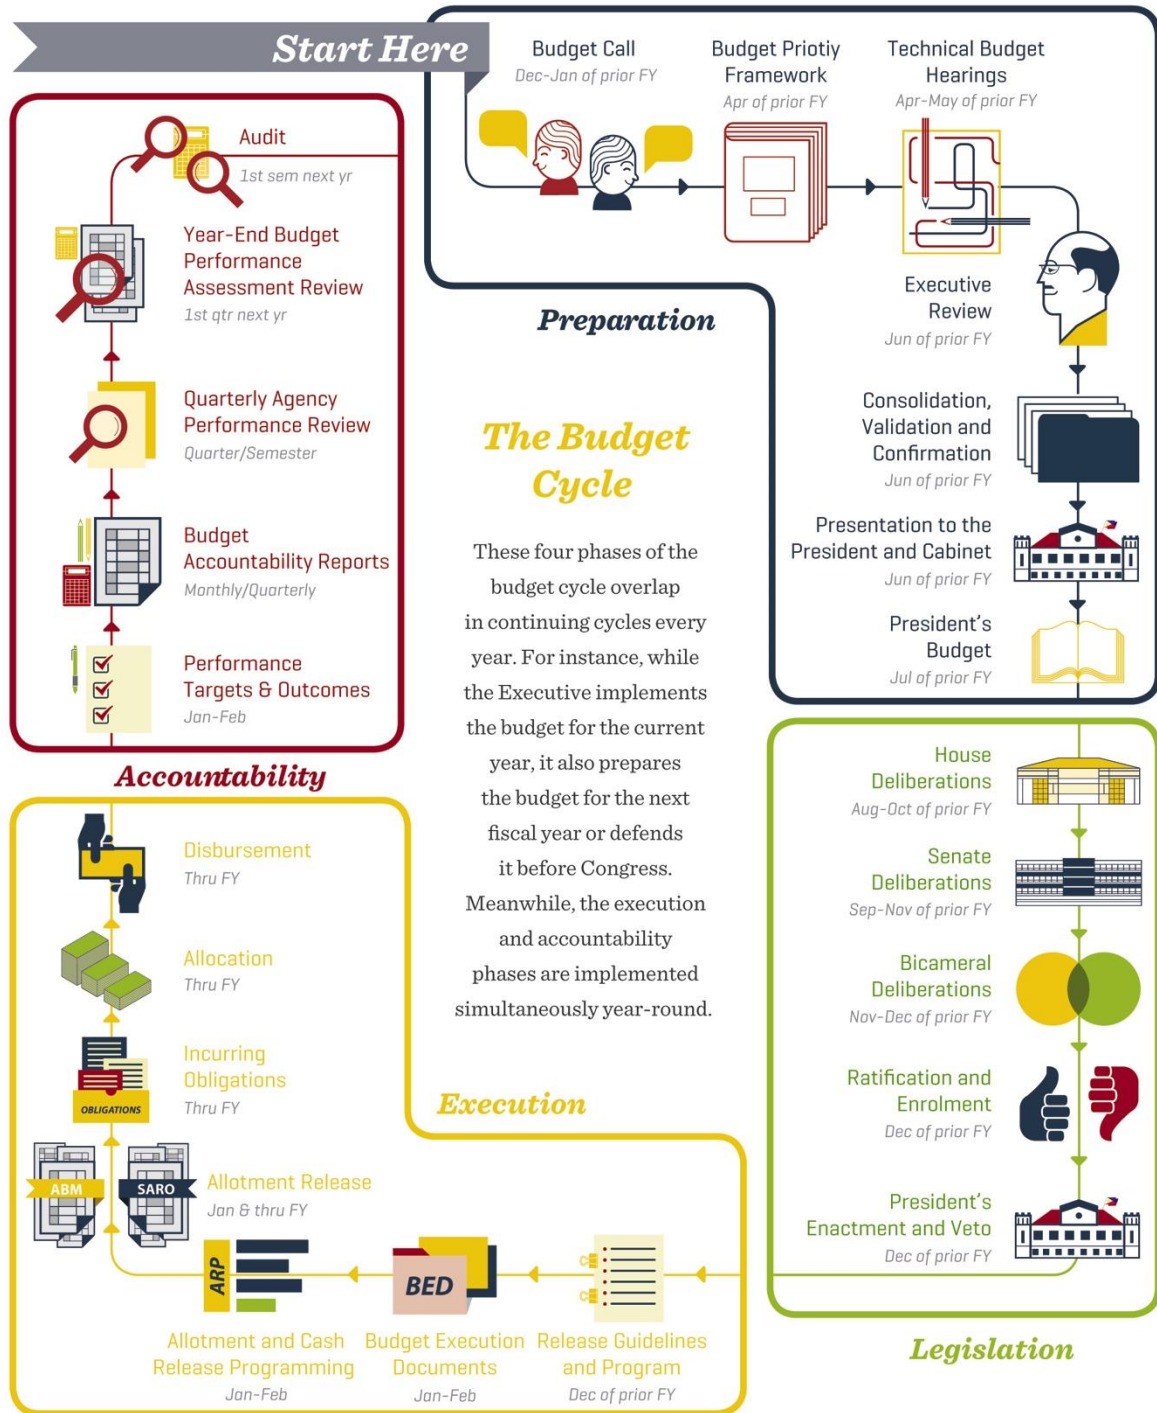 Start Here
Budget Call
Dec-Jan of prior FY
Budget Priotiy
Framework
Apr of prior FY
Technical Budget
Hearings
Apr-May of prior FY
Executive
Review
Jun of prior FY
Consolidation,
Validation and
Confirmation
Jun of prior FY
Presentation to the
President and Cabinet
Jun of prior FY
President's
Budget
Jul of prior FY
Preparation
The Budget
Cycle
These four phases of the
budget cycle overlap
in continuing cycles every
year. For instance, while
the Executive implements
the budget for the current
year, it also prepares
the budget for the next
fiscal year or defends
it before Congress.
Meanwhile, the execution
and accountability
phases are implemented
simultaneously year-round.
House
Deliberations
Aug-Oct of prior FY
Senate
Deliberations
Sep-Nov of prior FY
Bicameral
Deliberations
Nov-Dec of prior FY
Ratification and
Enrolment
Dec of prior FY
President's
Enactment and Veto
Dec of prior FY
Legislation
Release Guidelines
and Program
Dec of prior FY
BED
Budget Execution
Documents
Jan-Feb
ARP
Allotment and Cash
Release Programming
Jan-Feb
ABM
SARO
Allotment Release
Jan & thru FY
OBLIGATIONS
Incurring
Obligations
Thru FY
Allocation
Thru FY
Disbursement
Thru FY
Execution
Performance
Targets & Outcomes
Jan-Feb
Budget
Accountability Reports
Monthly/Quarterly
Quarterly Agency
Performance Review
Quarter/Semester
Year-End Budget
Performance
Assessment Review
1st qtr next yr
Audit
1st sem next yr
Accountability